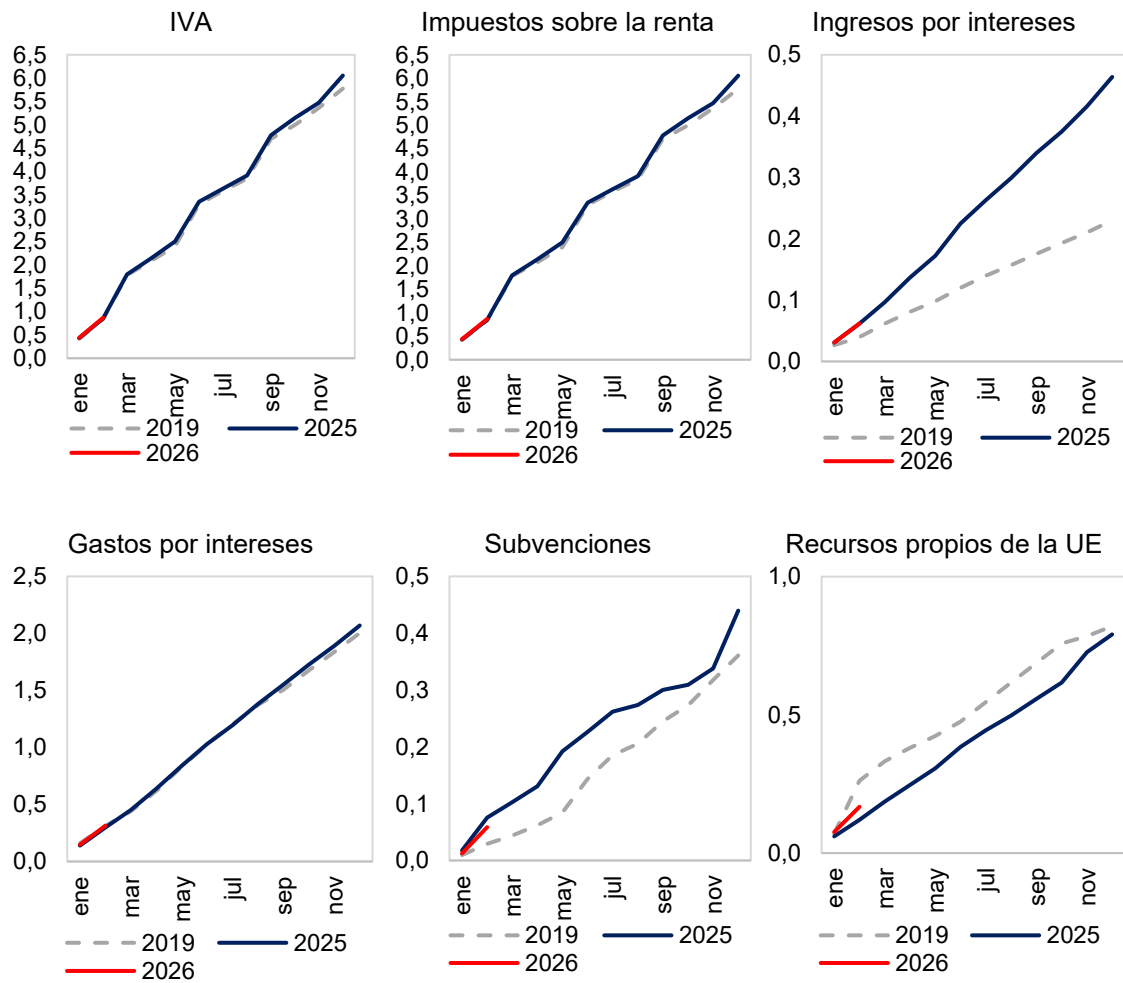 IVA
6,5
6,0
5,5
5,0
4,5
4,0
3,5
3,0
2,5
2,0
1,5
1,0
0,5
0,0
ene
mar
may
jul
sep
nov
2019
2025
2026
Impuestos sobre la renta
6,5
6,0
5,5
5,0
4,5
4,0
3,5
3,0
2,5
2,0
1,5
1,0
0,5
0,0
ene
mar
may
jul
sep
nov
2019
2025
2026
Ingresos por intereses
0,5
0,4
0,3
0,2
0,1
0,0
ene
mar
may
jul
sep
nov
2019
2025
2026
Gastos por intereses
2,5
2,0
1,5
1,0
0,5
0,0
ene
mar
may
jul
sep
nov
2019
2025
2026
Subvenciones
0,5
0,4
0,3
0,2
0,1
0,0
ene
mar
may
jul
sep
nov
2019
2025
2026
Recursos propios de la UE
1,0
0,5
0,0
ene
mar
may
jul
sep
nov
2019
2025
2026